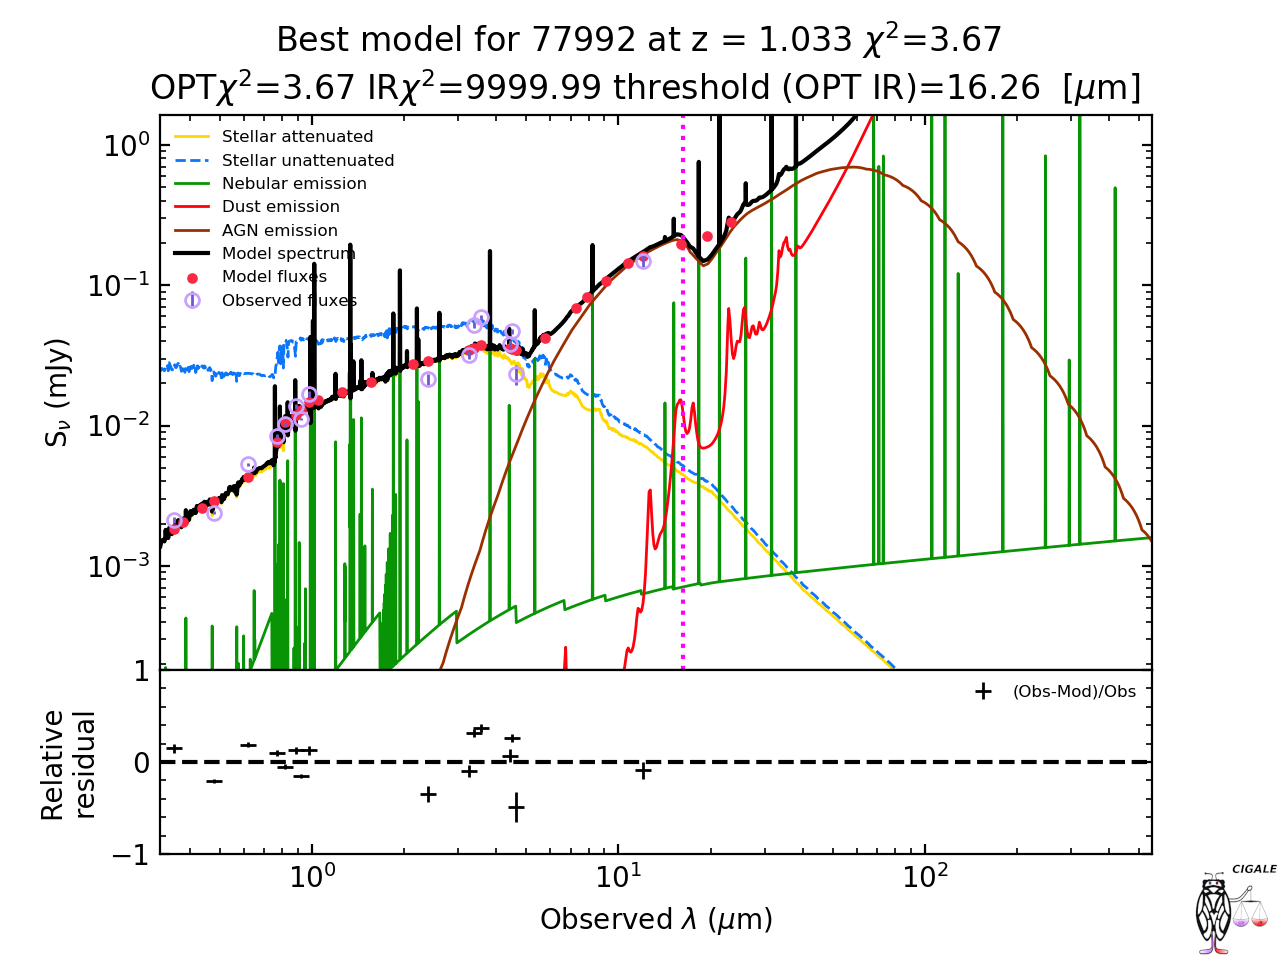 Best model for 77992 at z = 1.033 χ²=3.67
OPTχ²=3.67 IRχ²=9999.99 threshold (OPT IR)=16.26 [μm]
Stellar attenuated
Stellar unattenuated
Nebular emission
Dust emission
AGN emission
Model spectrum
Model fluxes
Observed fluxes
10⁰
10⁻¹
10⁻²
10⁻³
S_ν (mJy)
(Obs-Mod)/Obs
1
0
−1
Relative
residual
10⁰ 10¹ 10²
Observed λ (μm)
CIGALE